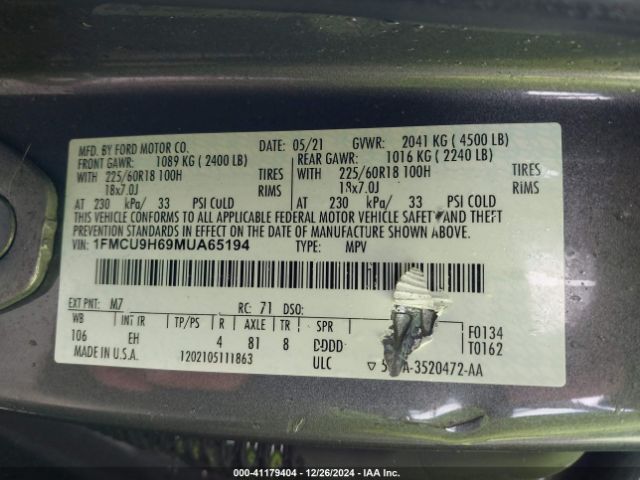 MFD. BY FORD MOTOR CO. DATE: 05/21 GVWR: 2041 KG ( 4500 LB)
FRONT GAWR: 1089 KG ( 2400 LB) REAR GAWR: 1016 KG ( 2240 LB)
WITH 225/60R18 100H TIRES WITH 225/60R18 100H TIRES
18x7.0J RIMS 18x7.0J RIMS
AT 230 kPa/ 33 PSI COLD AT 230 kPa/ 33 PSI COLD
THIS VEHICLE CONFORMS TO ALL APPLICABLE FEDERAL MOTOR VEHICLE SAFETY AND THEFT
PREVENTION STANDARDS IN EFFECT ON THE DATE OF MANUFACTURE SHOWN ABOVE.
VIN: 1FMCU9H69MUA65194 TYPE: MPV
EXT PNT: M7 RC: 71 DSO:
WB INT TR TP/PS R AXLE TR SPR F0134
106 EH 4 81 8 DDDD T0162
MADE IN U.S.A. 1202105111863 ULC A-3520472-AA
000-41179404 / 12/26/2024 - IAA/FCC